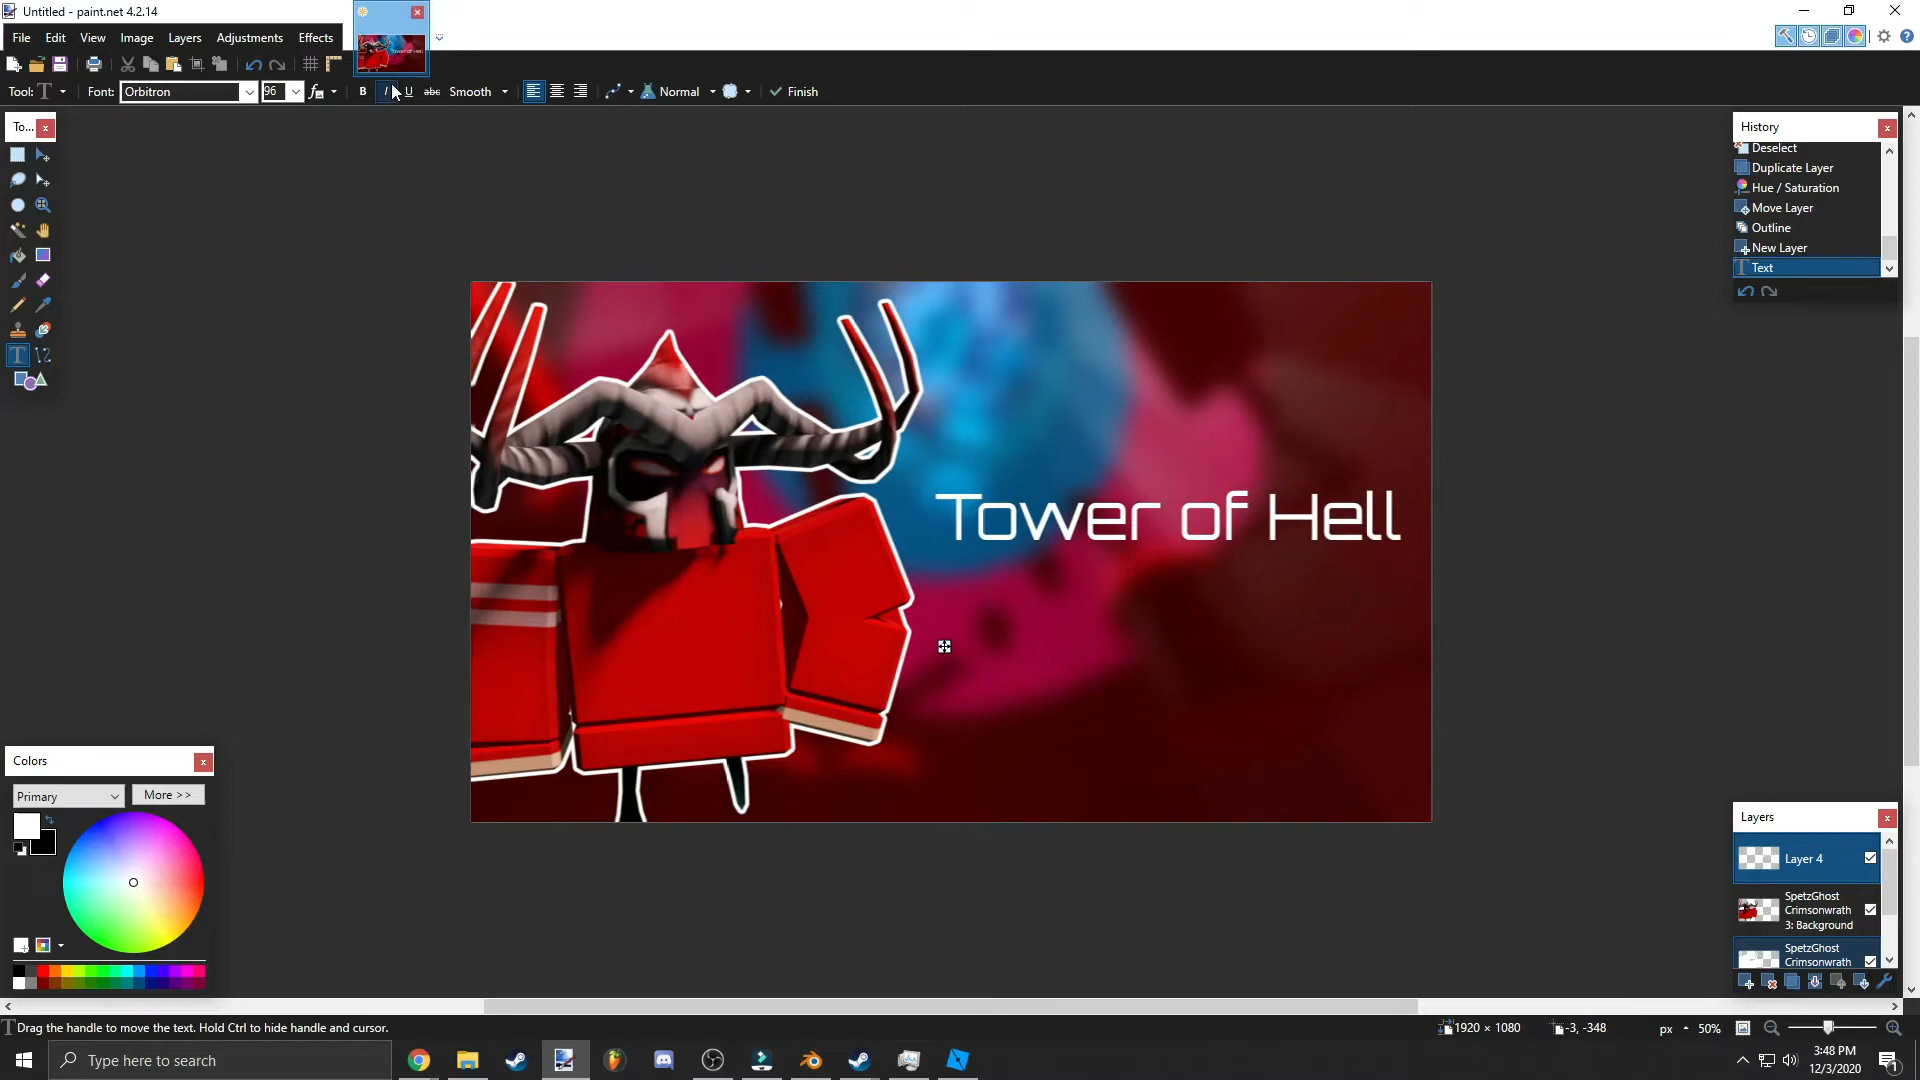 Untitled - paint.net 4.2.14
File Edit View Image Layers Adjustments Effects
Tool: T Font: Orbitron 96 B I U abc Smooth Normal Finish
To...
History
Deselect
Duplicate Layer
Hue / Saturation
Move Layer
Outline
New Layer
Text
Tower of Hell
Colors
Primary More >>
Layers
Layer 4
SpetzGhost
Crimsonwrath
3: Background
SpetzGhost
Crimsonwrath
Drag the handle to move the text. Hold Ctrl to hide handle and cursor. 1920 × 1080 -3, -348 px 50%
Type here to search
3:48 PM
12/3/2020
1